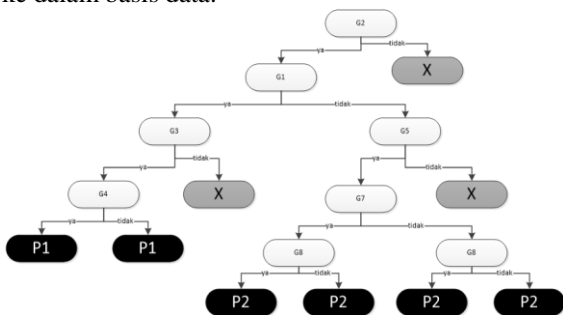 ke dalam basis data.
G2
ya tidak
G1 X
ya tidak
G3 G5
ya tidak ya tidak
G4 X G7 X
ya tidak ya tidak
P1 P1 G8 G8
ya tidak ya tidak
P2 P2 P2 P2